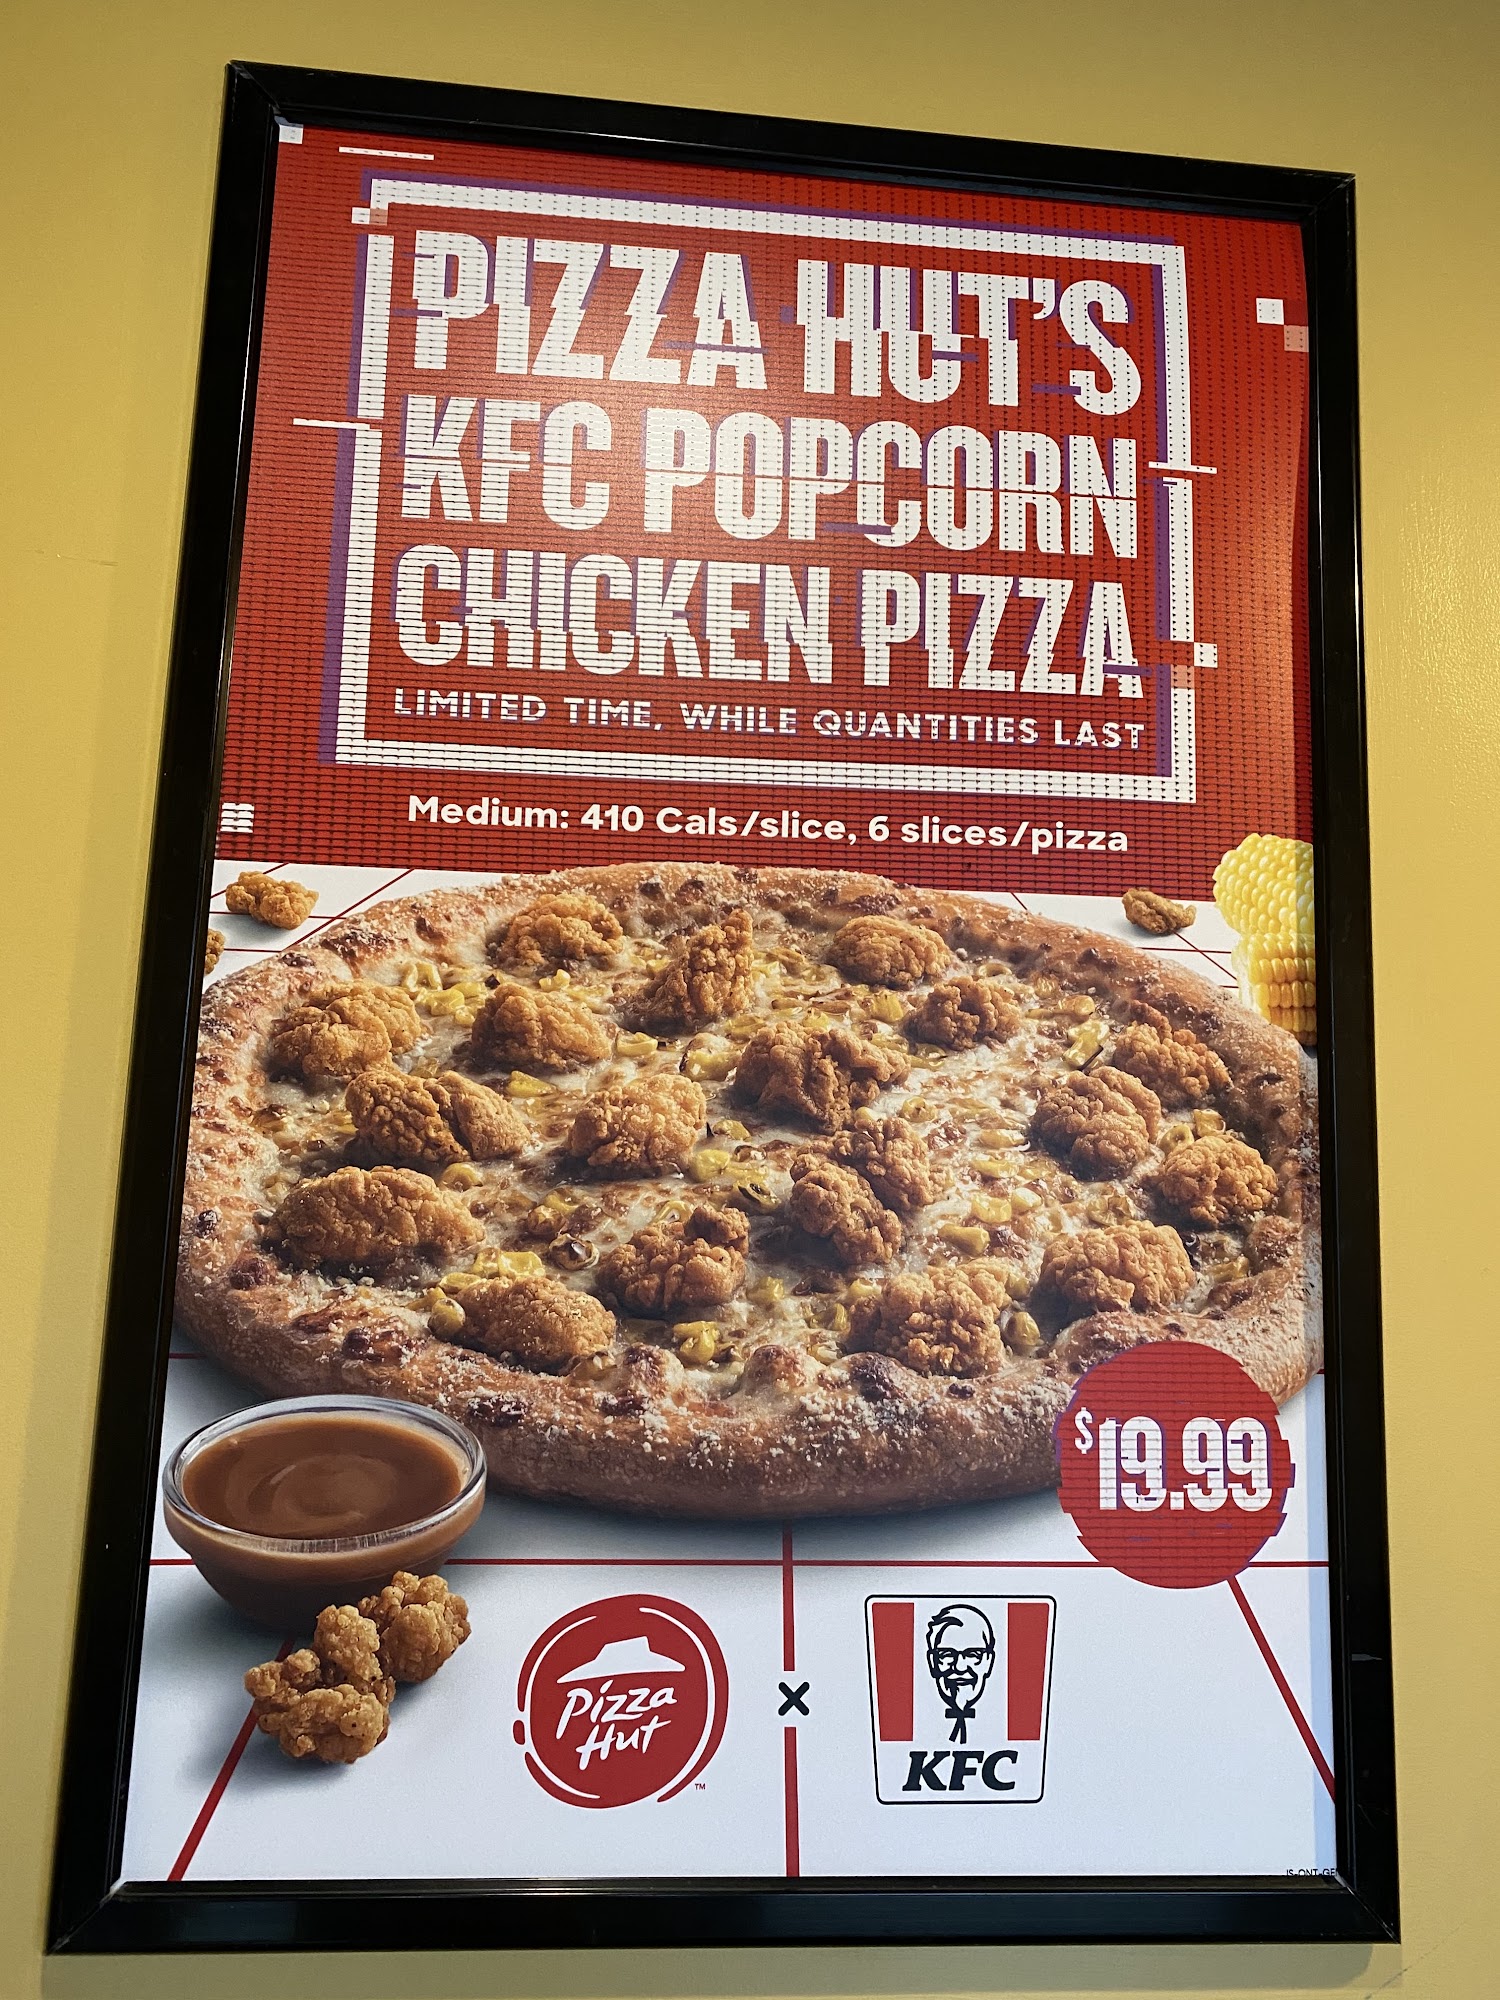 PIZZA HUT'S
KFC POPCORN
CHICKEN PIZZA
LIMITED TIME, WHILE QUANTITIES LAST
Medium: 410 Cals/slice, 6 slices/pizza
$19.99
Pizza
Hut
TM
x
KFC